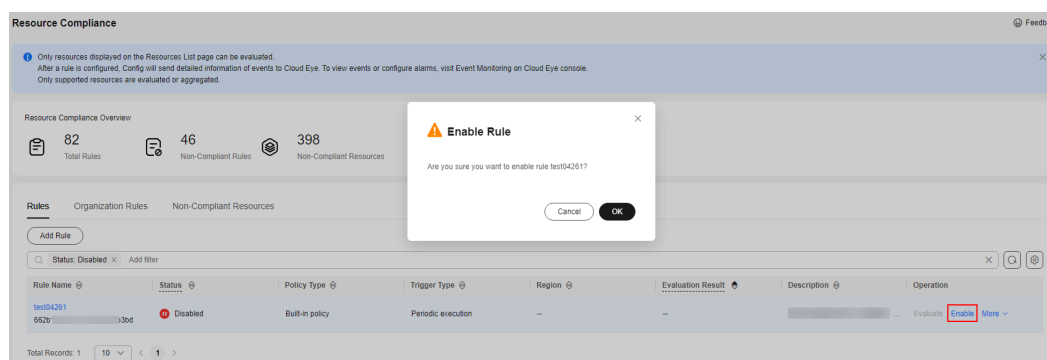 Resource Compliance
Feedb
Only resources displayed on the Resources List page can be evaluated.
After a rule is configured, Config will send detailed information of events to Cloud Eye. To view events or configure alarms, visit Event Monitoring on Cloud Eye console.
Only supported resources are evaluated or aggregated.
Resource Compliance Overview
82
Total Rules
46
Non-Compliant Rules
398
Non-Compliant Resources
Enable Rule
Are you sure you want to enable rule test04261?
Cancel OK
Rules Organization Rules Non-Compliant Resources
Add Rule
Status: Disabled × Add filter
Rule Name Status Policy Type Trigger Type Region Evaluation Result Description Operation
test04261
662b b3bd
Disabled Built-in policy Periodic execution -- -- ... Evaluate Enable More
Total Records: 1 10 < 1 >